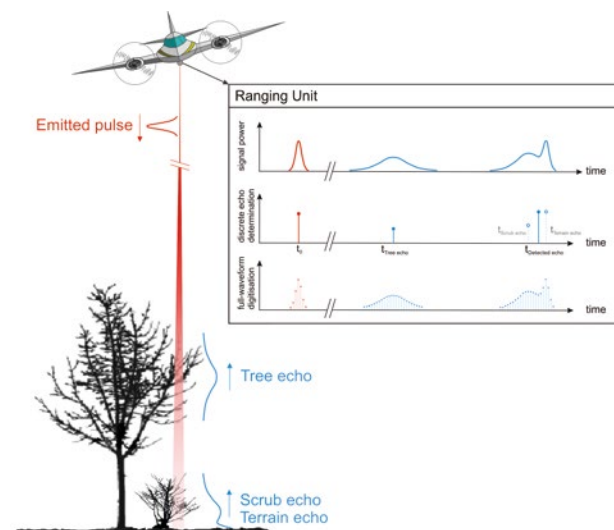 Ranging Unit
Emitted pulse
signal power
time
discrete echo
determination
t_Scrub echo
t_Terrain echo
t_0
t_Tree echo
t_Detected echo
time
full-waveform
digitisation
time
Tree echo
Scrub echo
Terrain echo